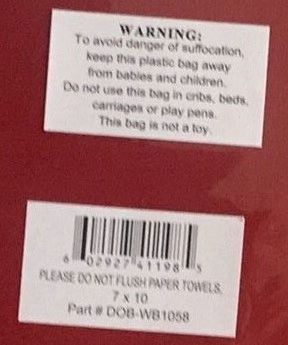 WARNING:
To avoid danger of suffocation,
keep this plastic bag away
from babies and children.
Do not use this bag in cribs, beds,
carriages or play pens.
This bag is not a toy.
6 02927 41198 5
PLEASE DO NOT FLUSH PAPER TOWELS.
7 x 10
Part # DOB-WB1058